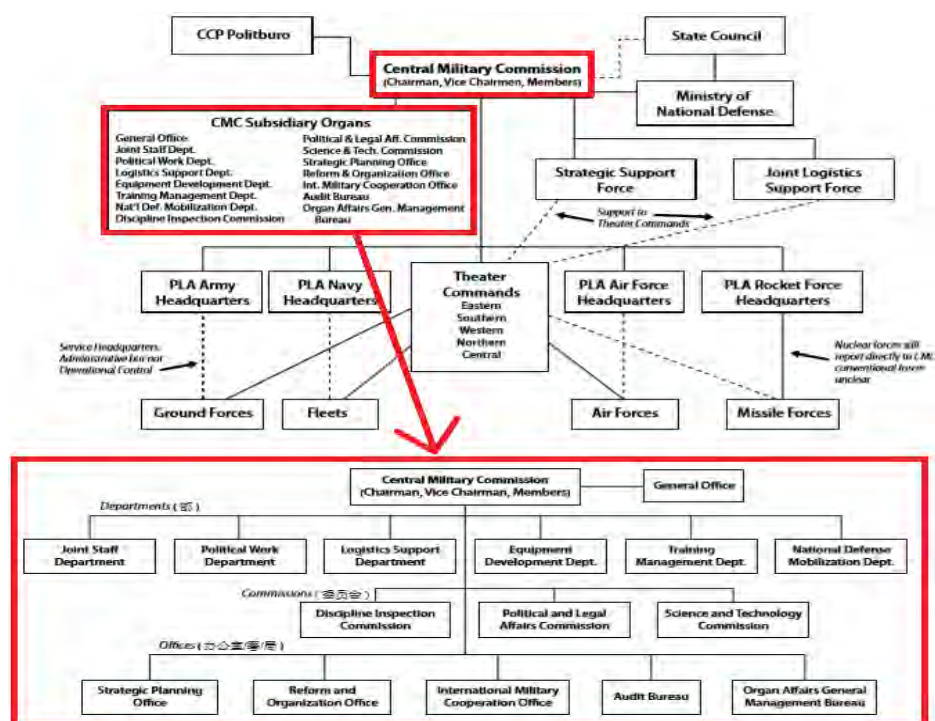 CCP Politburo
State Council
Central Military Commission
(Chairman, Vice Chairmen, Members)
Ministry of
National Defense
CMC Subsidiary Organs
General Office
Joint Staff Dept.
Political Work Dept.
Logistics Support Dept.
Equipment Development Dept.
Training Management Dept.
Nat'l Def. Mobilization Dept.
Discipline Inspection Commission
Political & Legal Aff. Commission
Science & Tech. Commission
Strategic Planning Office
Reform & Organization Office
Int. Military Cooperation Office
Audit Bureau
Organ Affairs Gen. Management
Bureau
Strategic Support
Force
Joint Logistics
Support Force
Support to
Theater Commands
PLA Army
Headquarters
PLA Navy
Headquarters
Theater
Commands
Eastern
Southern
Western
Northern
Central
PLA Air Force
Headquarters
PLA Rocket Force
Headquarters
Service Headquarters:
Administrative but not
Operational Control
Nuclear forces still
report directly to CMC
conventional forces
unclear
Ground Forces
Fleets
Air Forces
Missile Forces
Central Military Commission
(Chairman, Vice Chairman, Members)
General Office
Departments (部)
Joint Staff
Department
Political Work
Department
Logistics Support
Department
Equipment
Development Dept.
Training
Management Dept.
National Defense
Mobilization Dept.
Commissions (委员会)
Discipline Inspection
Commission
Political and Legal
Affairs Commission
Science and Technology
Commission
Offices (办公室/署/局)
Strategic Planning
Office
Reform and
Organization Office
International Military
Cooperation Office
Audit Bureau
Organ Affairs General
Management Bureau